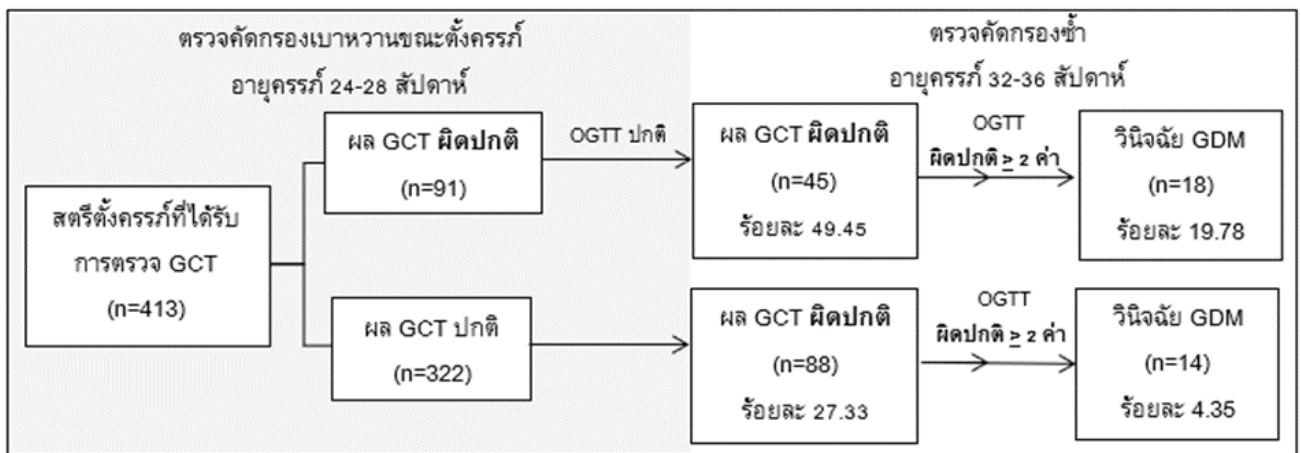 ตรวจคัดกรองเบาหวานขณะตั้งครรภ์
อายุครรภ์ 24-28 สัปดาห์
ตรวจคัดกรองซ้ำ
อายุครรภ์ 32-36 สัปดาห์
สตรีตั้งครรภ์ที่ได้รับ
การตรวจ GCT
(n=413)
ผล GCT ผิดปกติ
(n=91)
OGTT ปกติ
ผล GCT ผิดปกติ
(n=45)
ร้อยละ 49.45
OGTT
ผิดปกติ ≥ 2 ค่า
วินิจฉัย GDM
(n=18)
ร้อยละ 19.78
ผล GCT ปกติ
(n=322)
ผล GCT ผิดปกติ
(n=88)
ร้อยละ 27.33
OGTT
ผิดปกติ ≥ 2 ค่า
วินิจฉัย GDM
(n=14)
ร้อยละ 4.35